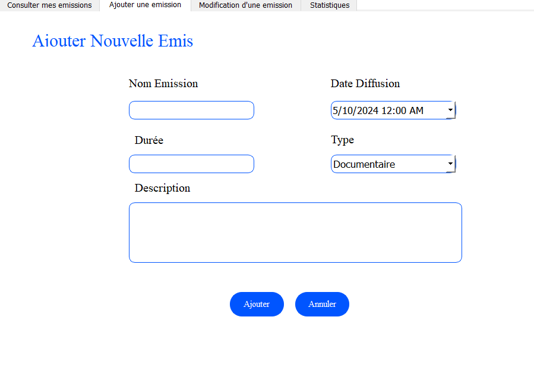 Consulter mes emissions
Ajouter une emission
Modification d'une emission
Statistiques
Ajouter Nouvelle Emis
Nom Emission
Date Diffusion
5/10/2024 12:00 AM
Durée
Type
Documentaire
Description
Ajouter
Annuler